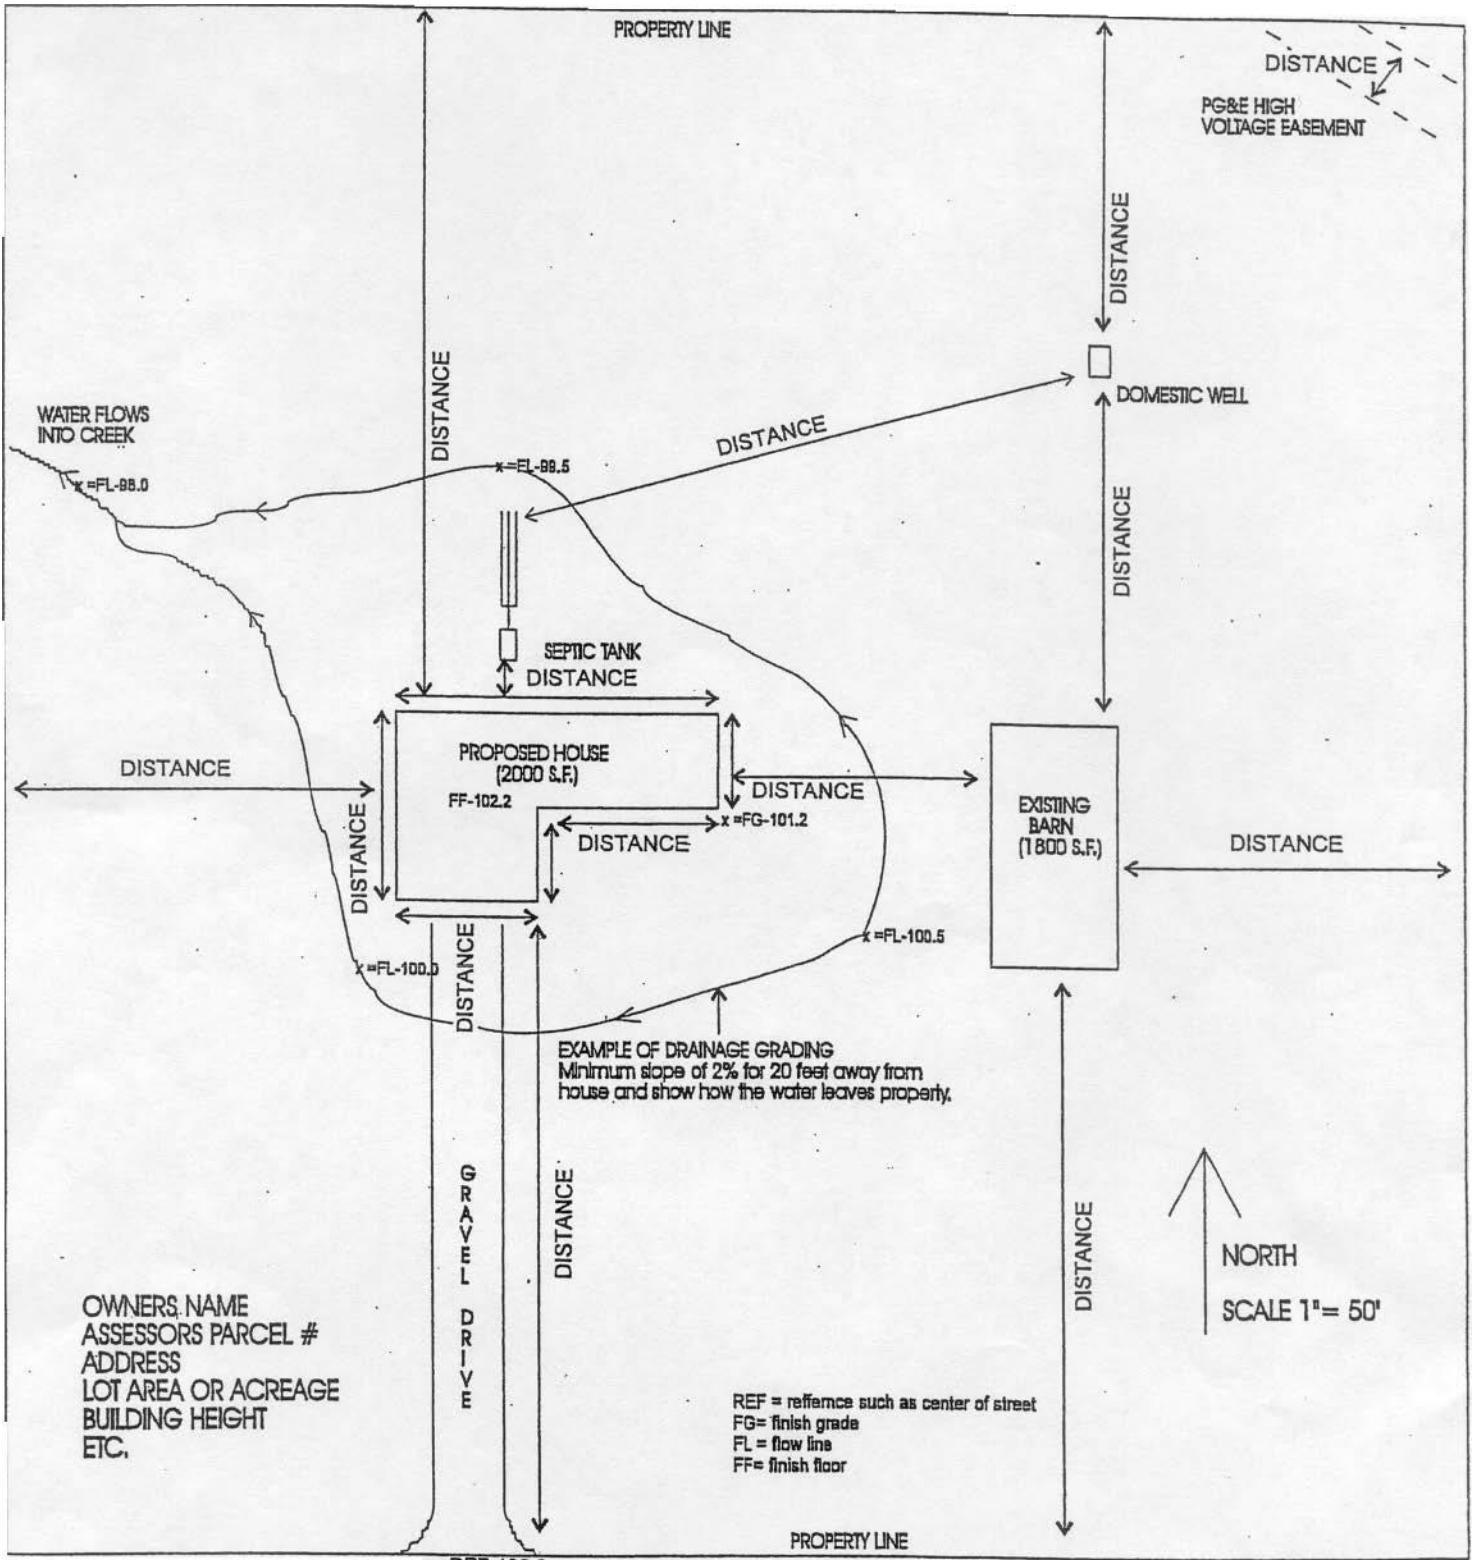 PROPERTY LINE
DISTANCE
PG&E HIGH
VOLTAGE EASEMENT
DISTANCE
DISTANCE
DOMESTIC WELL
WATER FLOWS
INTO CREEK
DISTANCE
x =FL-99.5
x =FL-98.0
DISTANCE
SEPTIC TANK
DISTANCE
PROPOSED HOUSE
(2000 S.F.)
FF-102.2
DISTANCE
DISTANCE
DISTANCE
x =FG-101.2
DISTANCE
EXISTING
BARN
(1800 S.F.)
DISTANCE
DISTANCE
x =FL-100.5
x =FL-100.0
EXAMPLE OF DRAINAGE GRADING
Minimum slope of 2% for 20 feet away from
house and show how the water leaves property.
GRAVEL DRIVE
DISTANCE
DISTANCE
NORTH
SCALE 1"= 50'
OWNERS NAME
ASSESSORS PARCEL #
ADDRESS
LOT AREA OR ACREAGE
BUILDING HEIGHT
ETC.
REF = reffernce such as center of street
FG= finish grade
FL = flow line
FF= finish floor
PROPERTY LINE